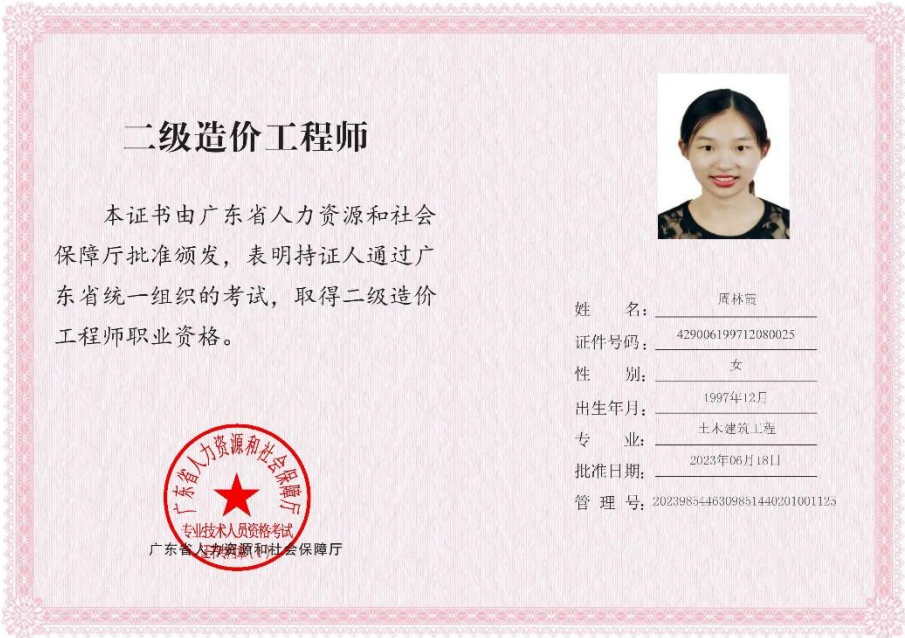 二级造价工程师
本证书由广东省人力资源和社会
保障厅批准颁发，表明持证人通过广
东省统一组织的考试，取得二级造价
工程师职业资格。
广东省人力资源和社会保障厅
专业技术人员资格考试
广东省人力资源和社会保障厅
姓 名： 周林霞
证件号码： 429006199712080025
性 别： 女
出生年月： 1997年12月
专 业： 土木建筑工程
批准日期： 2023年06月18日
管 理 号： 20239854463098514402010011​25